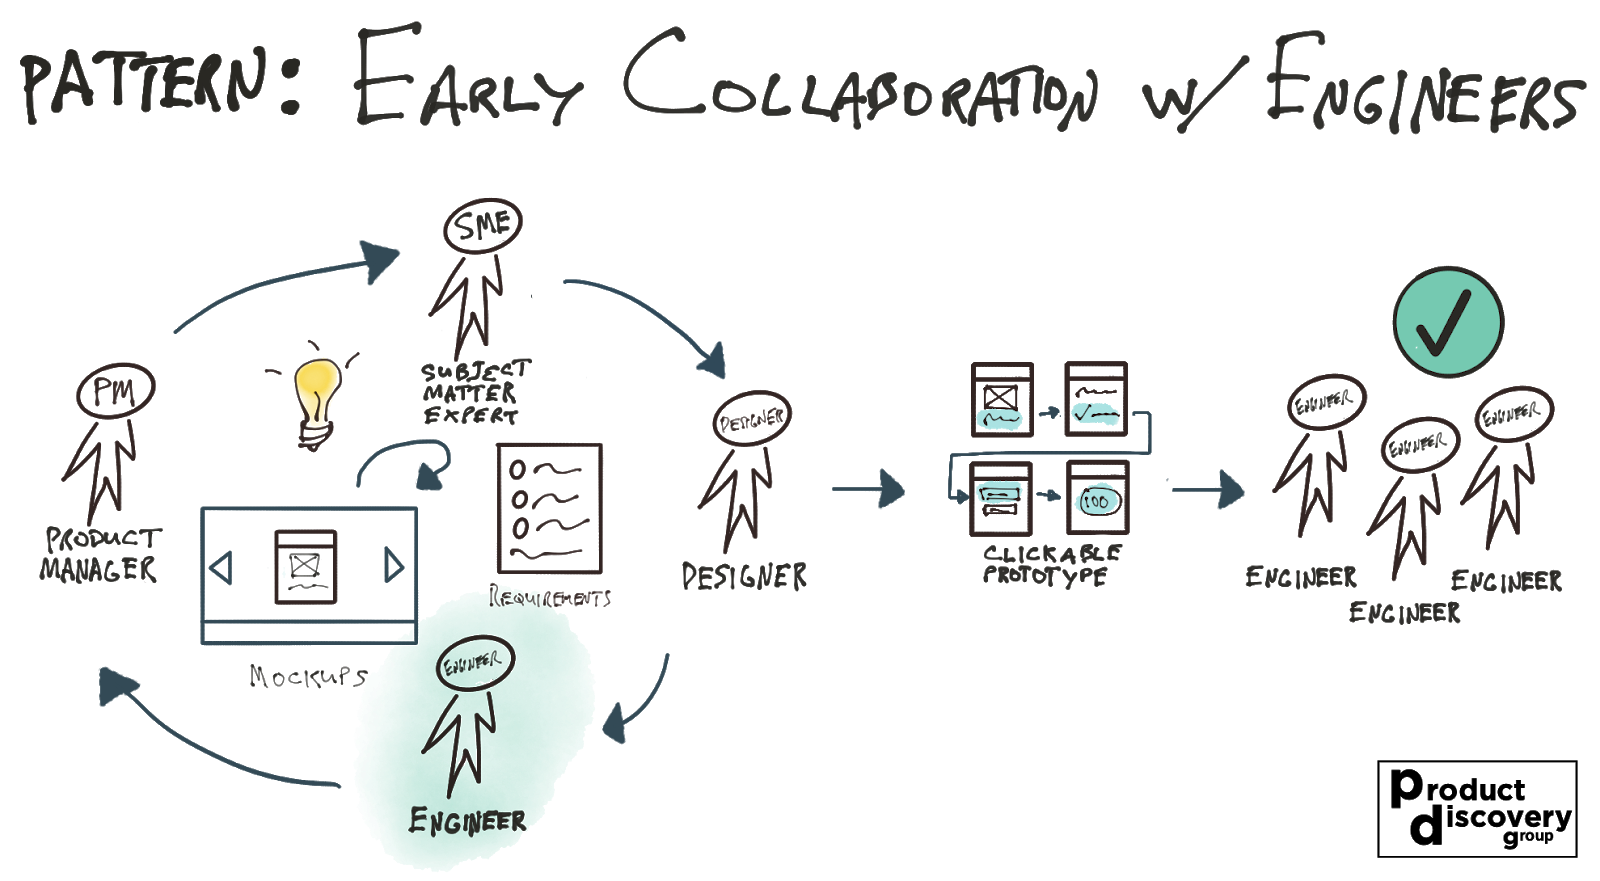 PATTERN: EARLY COLLABORATION W/ ENGINEERS
SME
SUBJECT
MATTER
EXPERT
PM
PRODUCT
MANAGER
DESIGNER
DESIGNER
REQUIREMENTS
MOCKUPS
ENGINEER
ENGINEER
100
CLICKABLE
PROTOTYPE
ENGINEER
ENGINEER
ENGINEER
ENGINEER
ENGINEER
ENGINEER
product
discovery
group